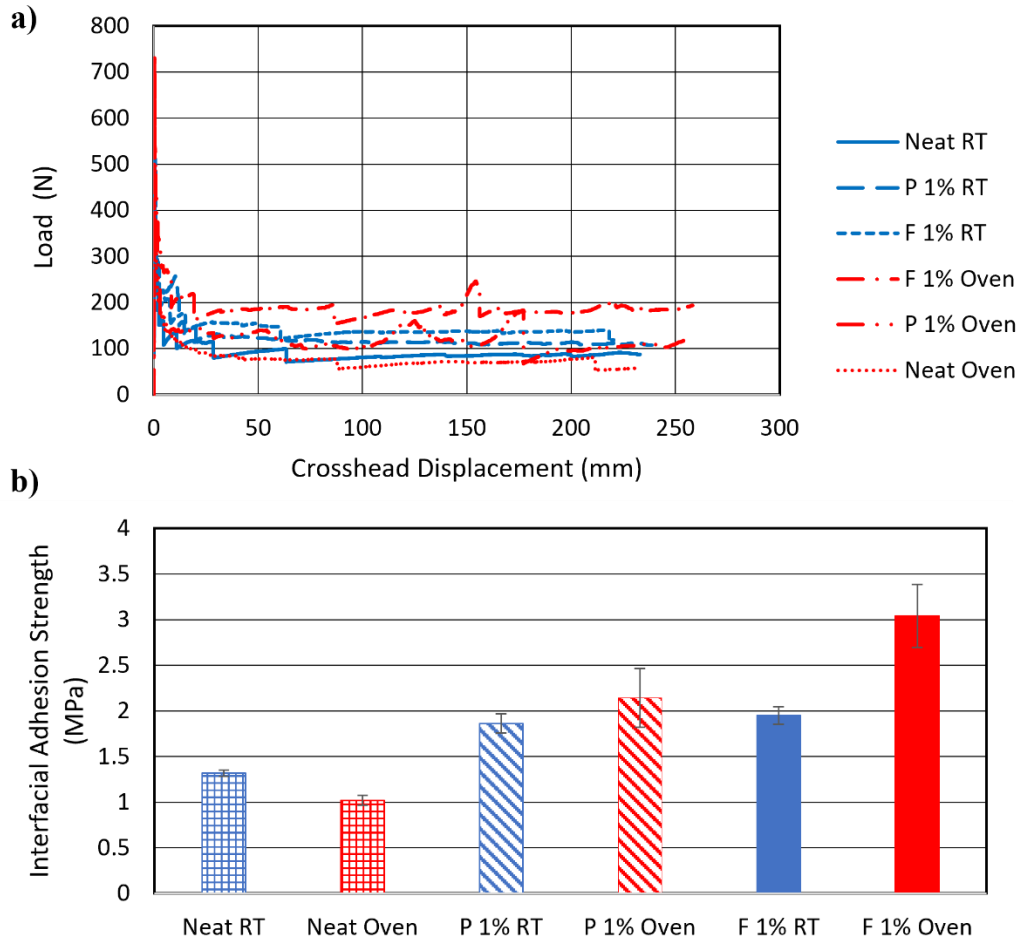 a)
800
700
600
500
400
300
200
100
0
Load (N)
0 50 100 150 200 250 300
Crosshead Displacement (mm)
Neat RT
P 1% RT
F 1% RT
F 1% Oven
P 1% Oven
Neat Oven
b)
4
3.5
3
2.5
2
1.5
1
0.5
0
Interfacial Adhesion Strength
(MPa)
Neat RT Neat Oven P 1% RT P 1% Oven F 1% RT F 1% Oven